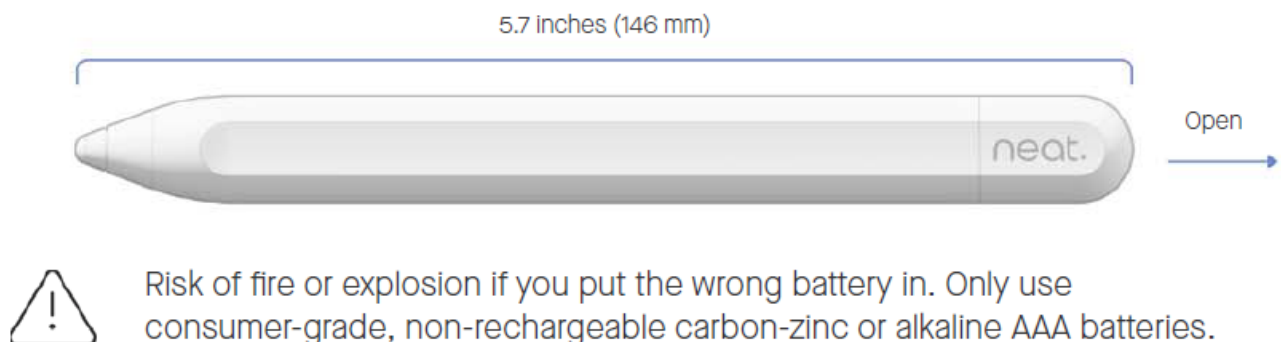 5.7 inches (146 mm)
Open
neat.
Risk of fire or explosion if you put the wrong battery in. Only use
consumer-grade, non-rechargeable carbon-zinc or alkaline AAA batteries.